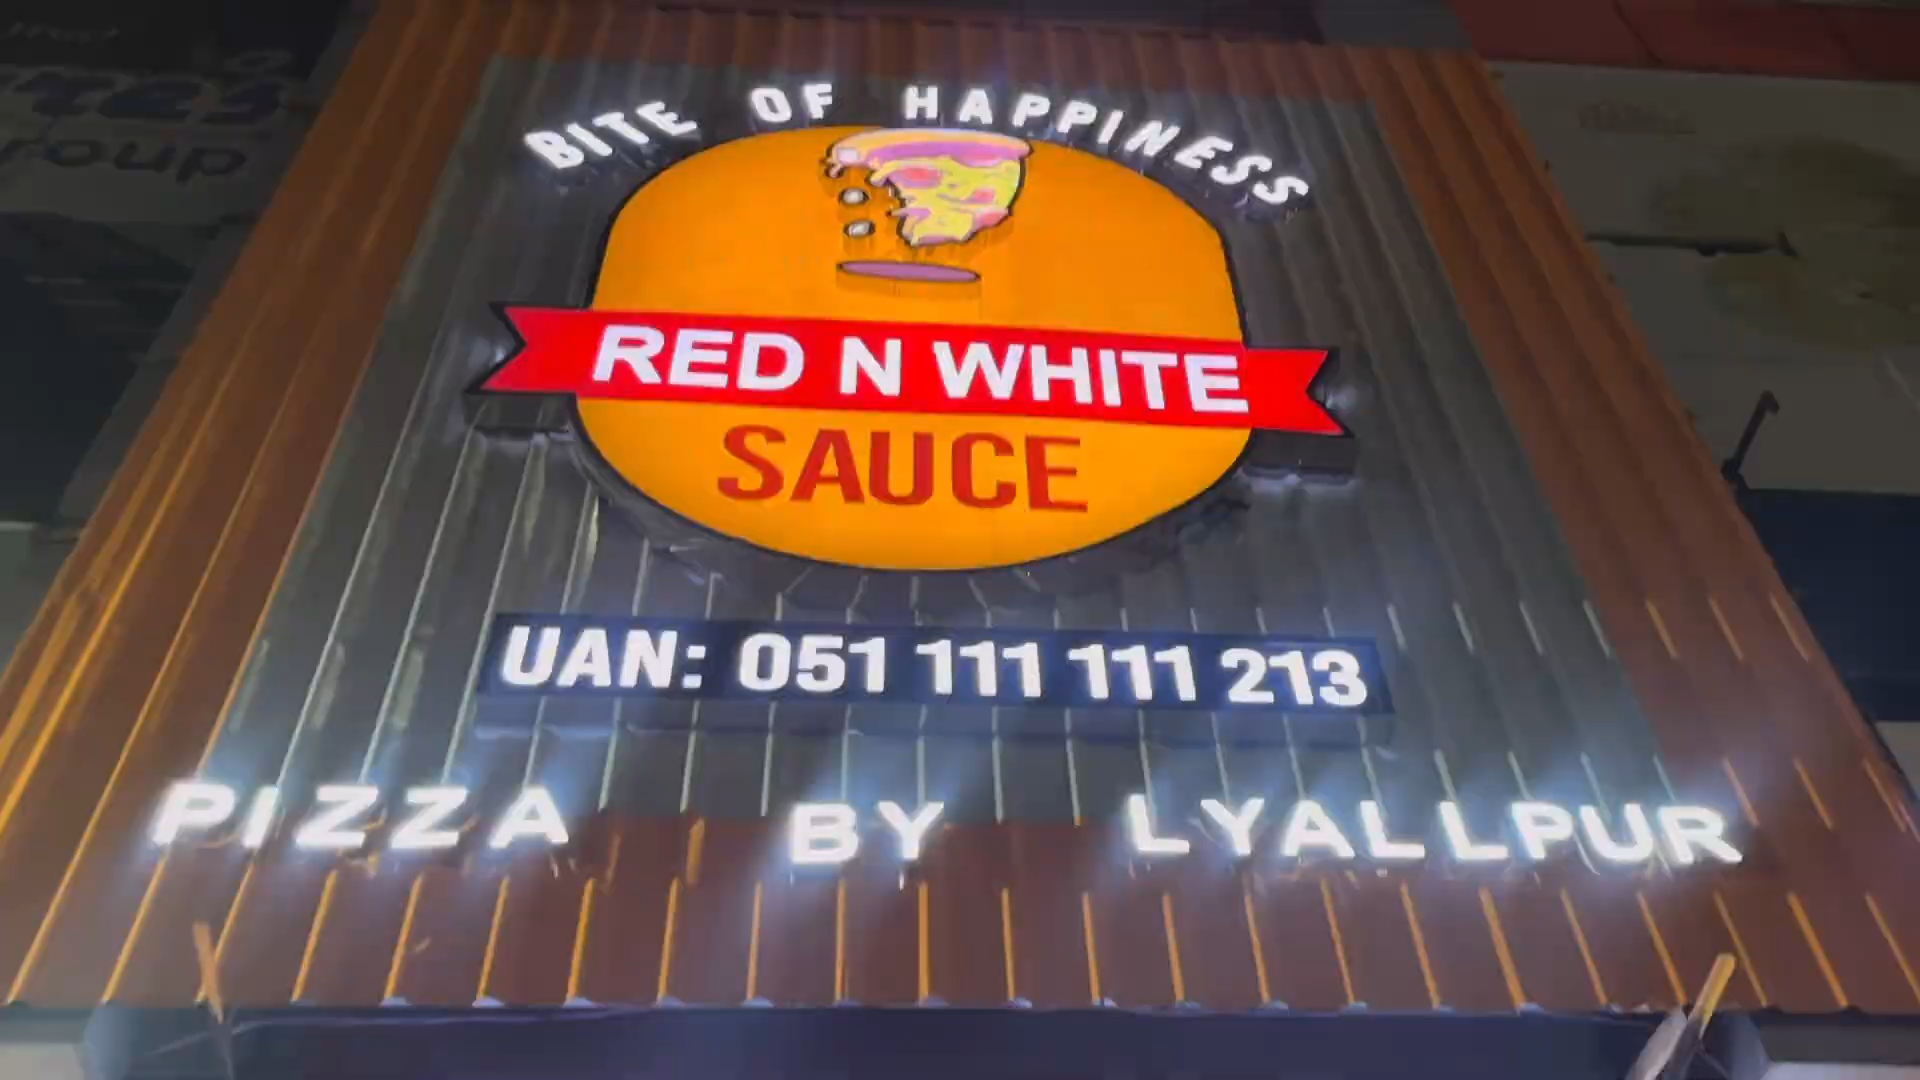 BITE OF HAPPINESS
RED N WHITE
SAUCE
UAN: 051 111 111 213
PIZZA BY LYALLPUR